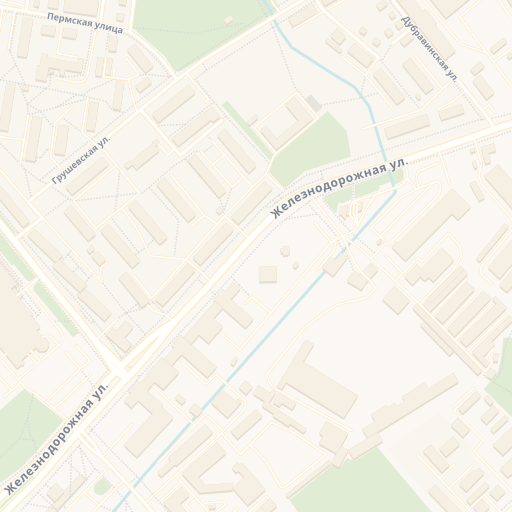 Пермская улица
Дубравинская ул.
Грушевская ул.
Железнодорожная ул.
Железнодорожная ул.